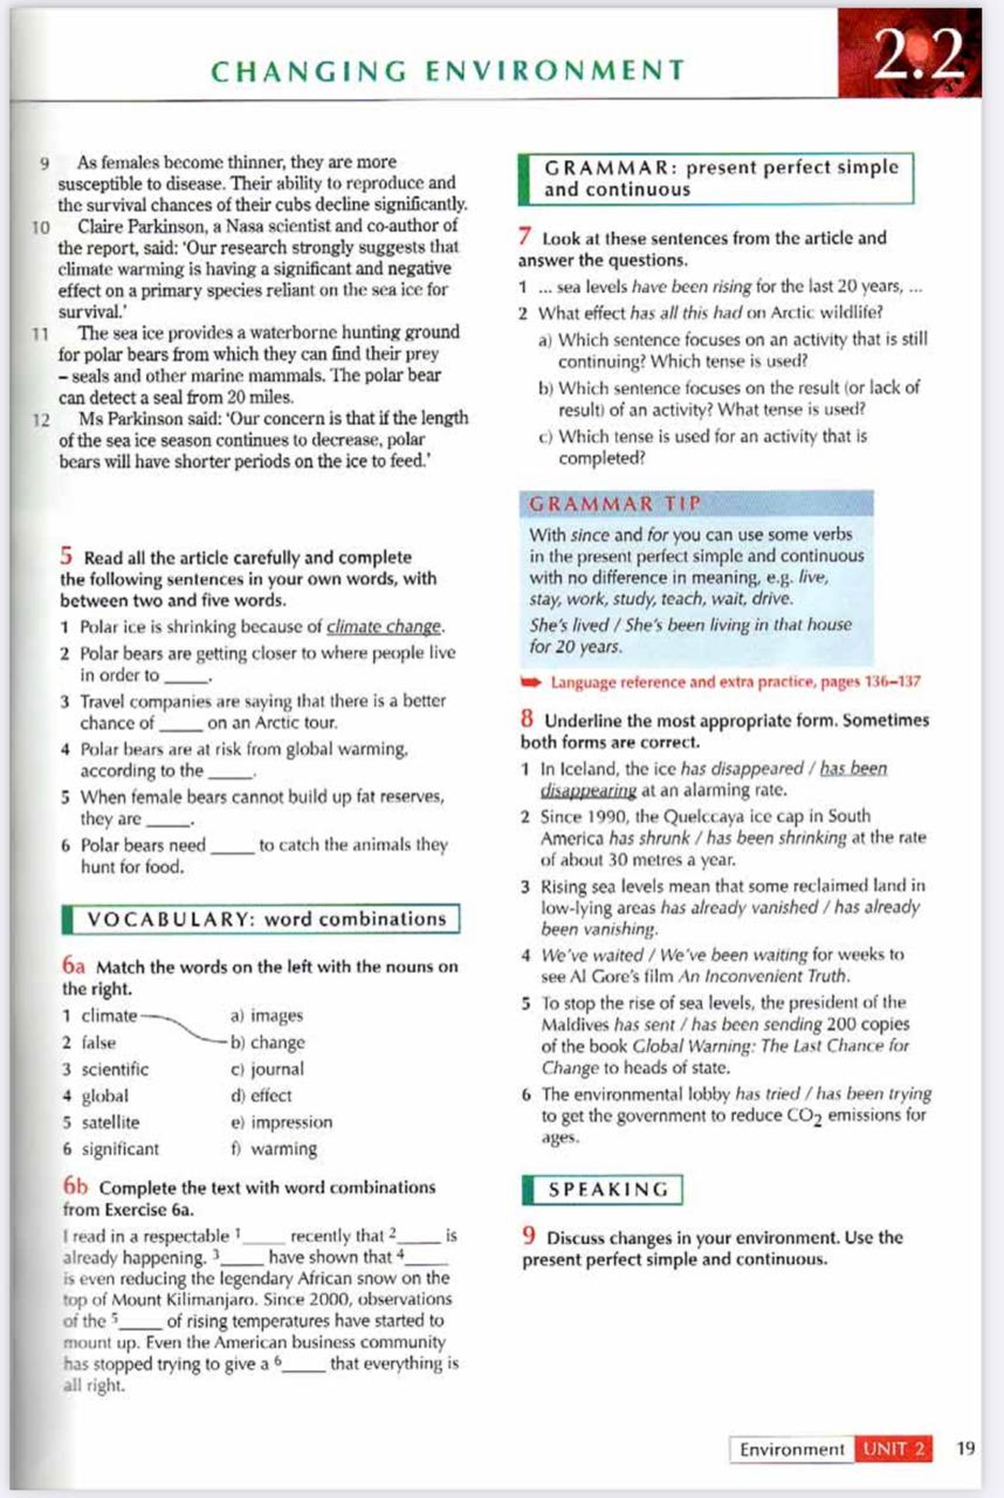 CHANGING ENVIRONMENT
2.2
9 As females become thinner, they are more
susceptible to disease. Their ability to reproduce and
the survival chances of their cubs decline significantly.
10 Claire Parkinson, a Nasa scientist and co-author of
the report, said: 'Our research strongly suggests that
climate warming is having a significant and negative
effect on a primary species reliant on the sea ice for
survival.'
11 The sea ice provides a waterborne hunting ground
for polar bears from which they can find their prey
– seals and other marine mammals. The polar bear
can detect a seal from 20 miles.
12 Ms Parkinson said: 'Our concern is that if the length
of the sea ice season continues to decrease, polar
bears will have shorter periods on the ice to feed.'
5 Read all the article carefully and complete
the following sentences in your own words, with
between two and five words.
1 Polar ice is shrinking because of climate change.
2 Polar bears are getting closer to where people live
in order to _____.
3 Travel companies are saying that there is a better
chance of _____ on an Arctic tour.
4 Polar bears are at risk from global warming,
according to the _____.
5 When female bears cannot build up fat reserves,
they are _____.
6 Polar bears need _____ to catch the animals they
hunt for food.
VOCABULARY: word combinations
6a Match the words on the left with the nouns on
the right.
1 climate a) images
2 false b) change
3 scientific c) journal
4 global d) effect
5 satellite e) impression
6 significant f) warming
6b Complete the text with word combinations
from Exercise 6a.
I read in a respectable 1_____ recently that 2_____ is
already happening. 3_____ have shown that 4_____
is even reducing the legendary African snow on the
top of Mount Kilimanjaro. Since 2000, observations
of the 5_____ of rising temperatures have started to
mount up. Even the American business community
has stopped trying to give a 6_____ that everything is
all right.
GRAMMAR: present perfect simple
and continuous
7 Look at these sentences from the article and
answer the questions.
1 ... sea levels have been rising for the last 20 years, ...
2 What effect has all this had on Arctic wildlife?
a) Which sentence focuses on an activity that is still
continuing? Which tense is used?
b) Which sentence focuses on the result (or lack of
result) of an activity? What tense is used?
c) Which tense is used for an activity that is
completed?
GRAMMAR TIP
With since and for you can use some verbs
in the present perfect simple and continuous
with no difference in meaning, e.g. live,
stay, work, study, teach, wait, drive.
She's lived / She's been living in that house
for 20 years.
Language reference and extra practice, pages 136–137
8 Underline the most appropriate form. Sometimes
both forms are correct.
1 In Iceland, the ice has disappeared / has been
disappearing at an alarming rate.
2 Since 1990, the Quelccaya ice cap in South
America has shrunk / has been shrinking at the rate
of about 30 metres a year.
3 Rising sea levels mean that some reclaimed land in
low-lying areas has already vanished / has already
been vanishing.
4 We've waited / We've been waiting for weeks to
see Al Gore's film An Inconvenient Truth.
5 To stop the rise of sea levels, the president of the
Maldives has sent / has been sending 200 copies
of the book Global Warning: The Last Chance for
Change to heads of state.
6 The environmental lobby has tried / has been trying
to get the government to reduce CO2 emissions for
ages.
SPEAKING
9 Discuss changes in your environment. Use the
present perfect simple and continuous.
Environment UNIT 2 19